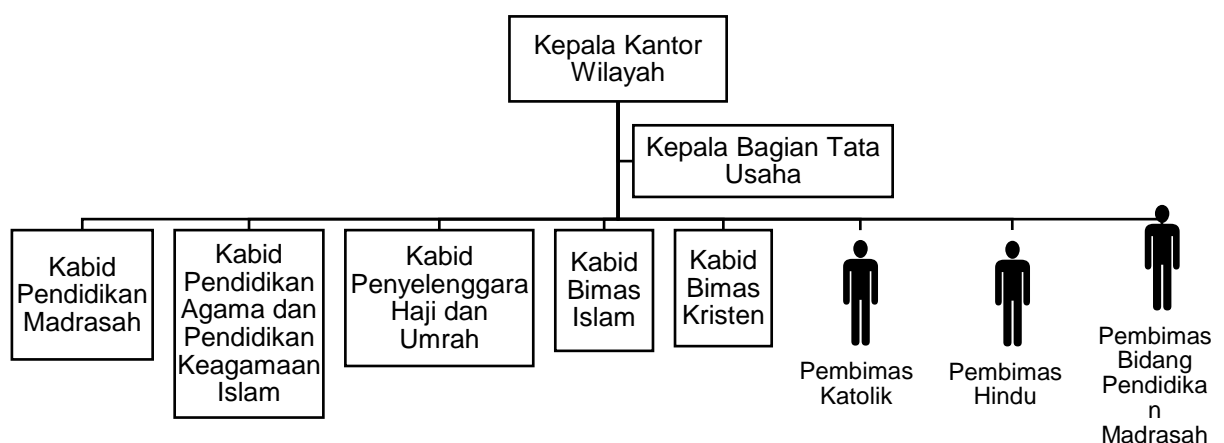 Kepala Kantor
Wilayah
Kepala Bagian Tata
Usaha
Kabid
Pendidikan
Madrasah
Kabid
Pendidikan
Agama dan
Pendidikan
Keagamaan
Islam
Kabid
Penyelenggara
Haji dan
Umrah
Kabid
Bimas
Islam
Kabid
Bimas
Kristen
Pembimas
Katolik
Pembimas
Hindu
Pembimas
Bidang
Pendidika
n
Madrasah